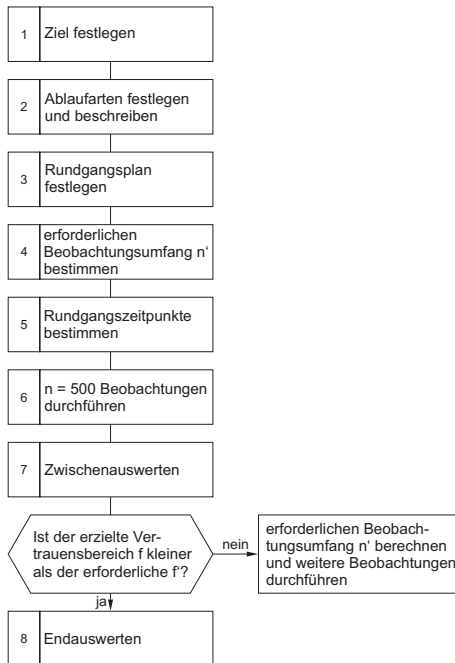 1 Ziel festlegen
2 Ablaufarten festlegen
und beschreiben
3 Rundgangsplan
festlegen
4 erforderlichen
Beobachtungsumfang n'
bestimmen
5 Rundgangszeitpunkte
bestimmen
6 n = 500 Beobachtungen
durchführen
7 Zwischenauswerten
Ist der erzielte Ver-
trauensbereich f kleiner
als der erforderliche f'?
nein
erforderlichen Beobach-
tungsumfang n' berechnen
und weitere Beobachtungen
durchführen
ja
8 Endauswerten